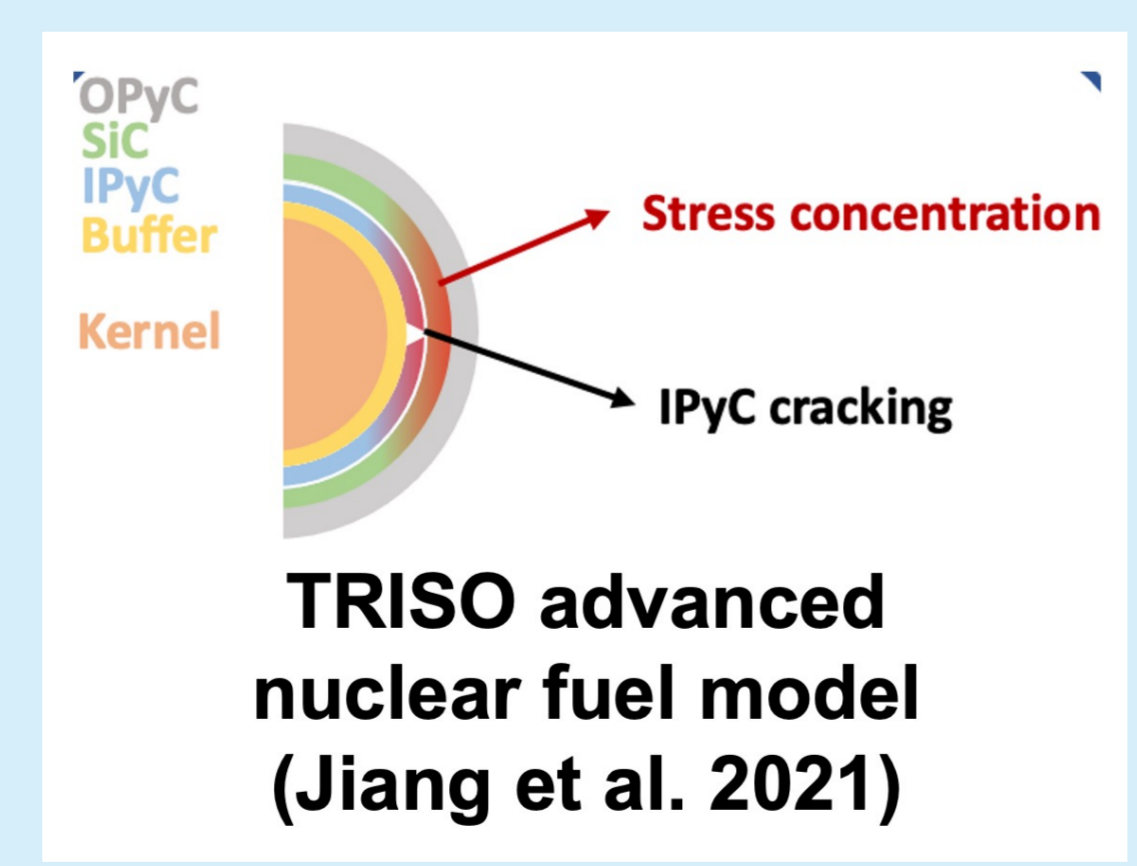 OPyC
SiC
IPyC
Buffer
Kernel
Stress concentration
IPyC cracking
TRISO advanced
nuclear fuel model
(Jiang et al. 2021)